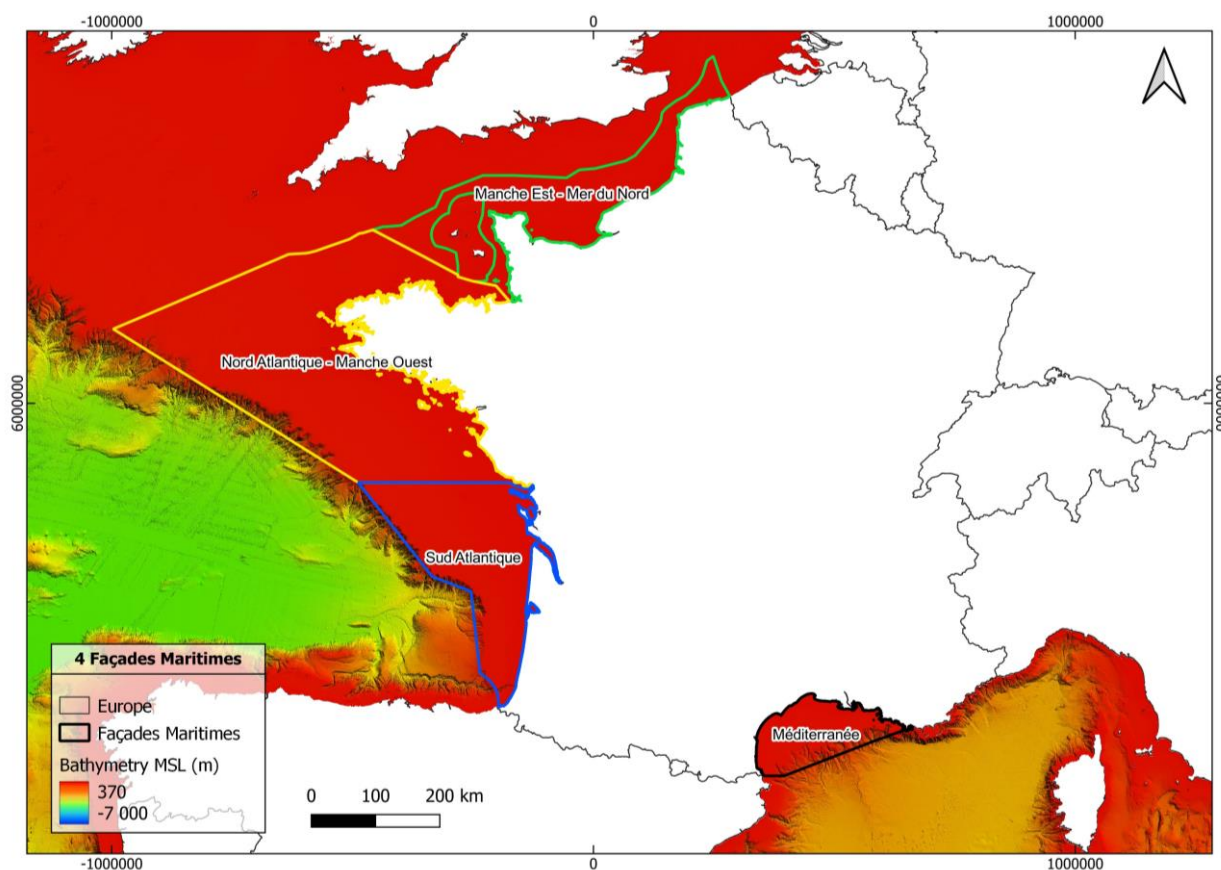 -1000000 0 1000000
Manche Est - Mer du Nord
Nord Atlantique - Manche Ouest
6000000 6000000
Sud Atlantique
Méditerranée
4 Façades Maritimes
Europe
Façades Maritimes
Bathymetry MSL (m)
370
-7 000
0 100 200 km
-1000000 0 1000000